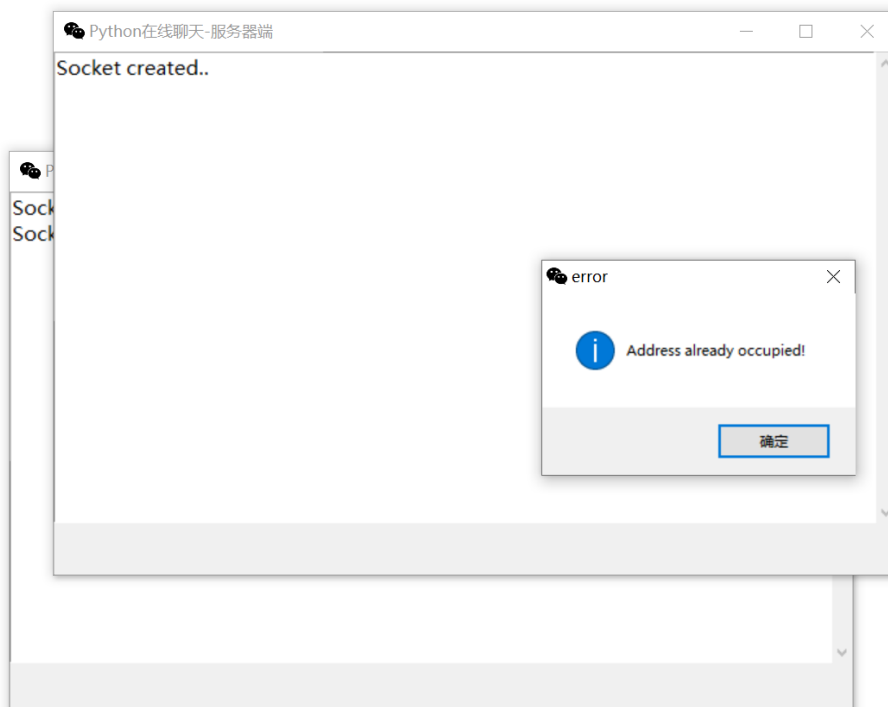 Python在线聊天-服务器端
Socket created..
P
Sock
Sock
error
Address already occupied!
确定